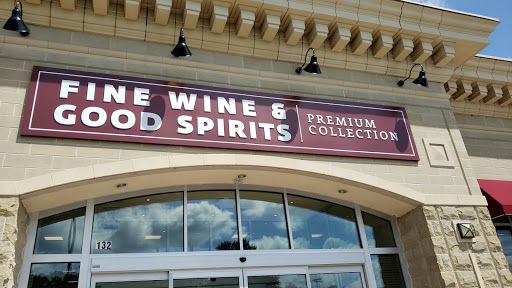 FINE WINE &
GOOD SPIRITS
PREMIUM
COLLECTION
132